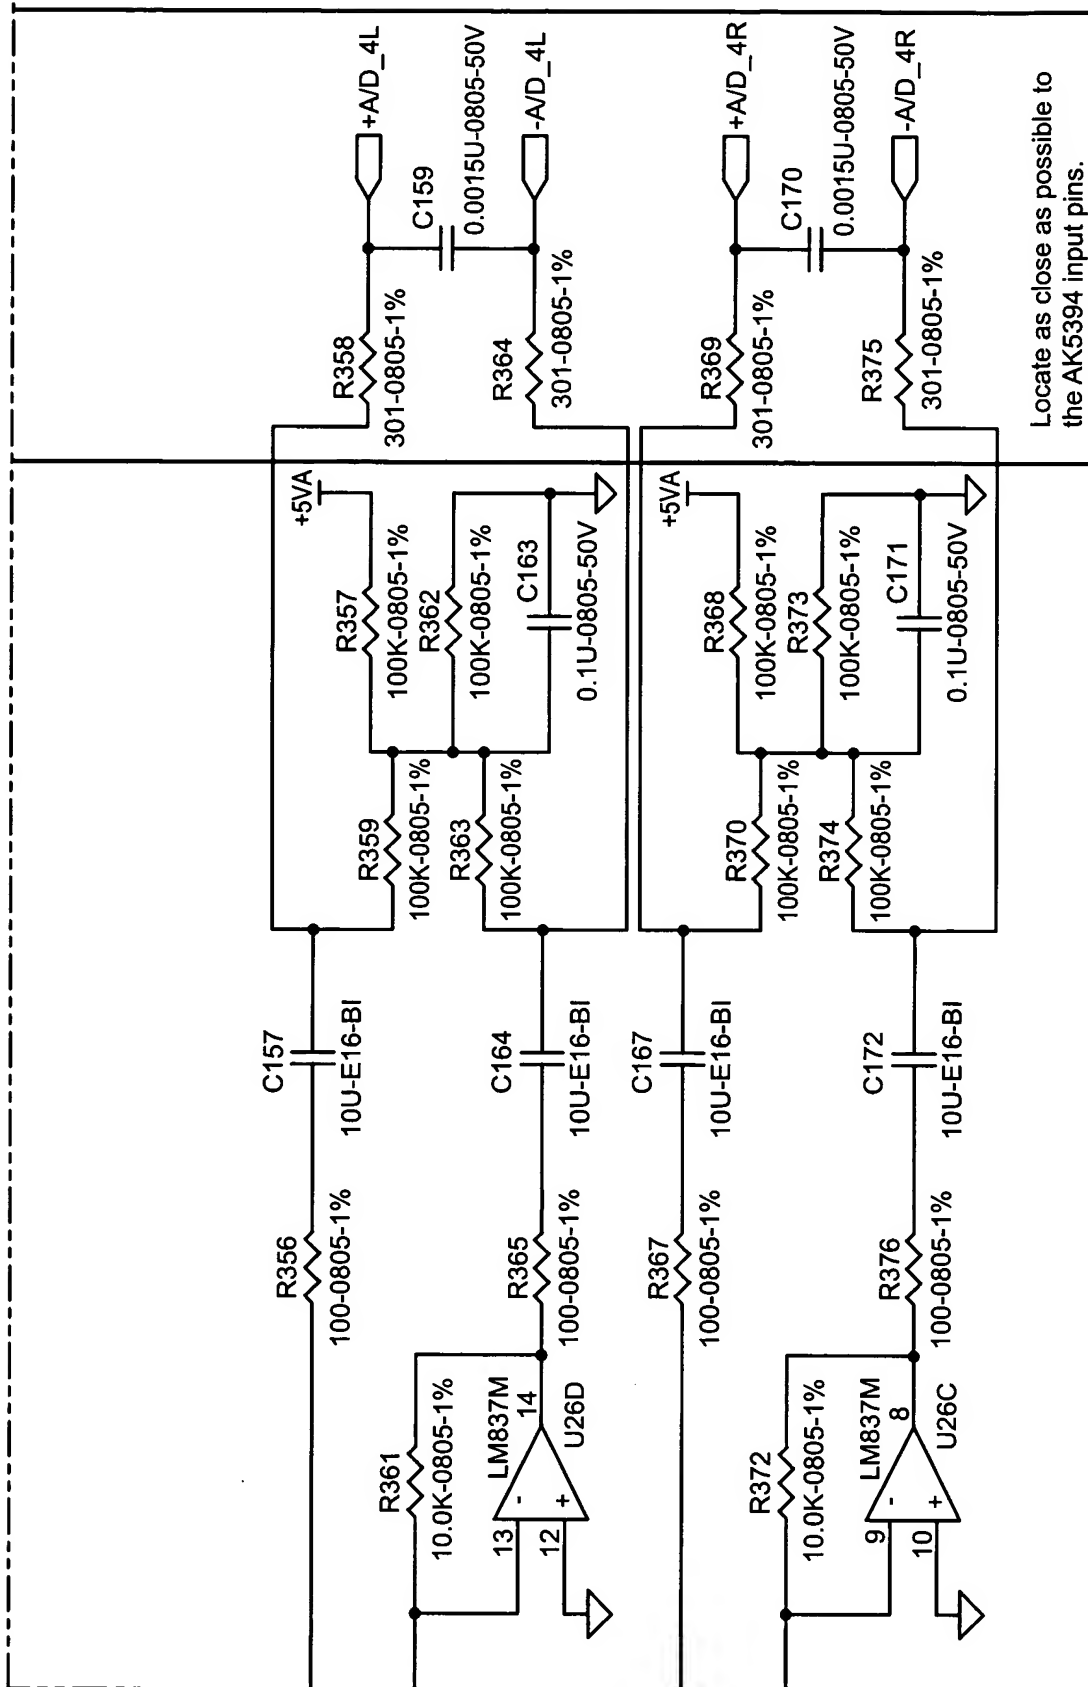 +A/D_4L
C159
0.0015U-0805-50V
-A/D_4L
R358
301-0805-1%
R364
301-0805-1%
+5VA
R357
100K-0805-1%
R362
100K-0805-1%
C163
0.1U-0805-50V
R359
100K-0805-1%
R363
100K-0805-1%
C157
10U-E16-BI
C164
10U-E16-BI
R356
100-0805-1%
R365
100-0805-1%
R361
10.0K-0805-1%
LM837M
14
U26D
13
-
12
+
+A/D_4R
C170
0.0015U-0805-50V
-A/D_4R
R369
301-0805-1%
R375
301-0805-1%
+5VA
R368
100K-0805-1%
R373
100K-0805-1%
C171
0.1U-0805-50V
R370
100K-0805-1%
R374
100K-0805-1%
C167
10U-E16-BI
C172
10U-E16-BI
R367
100-0805-1%
R376
100-0805-1%
R372
10.0K-0805-1%
LM837M
8
U26C
9
-
10
+
Locate as close as possible to
the AK5394 input pins.